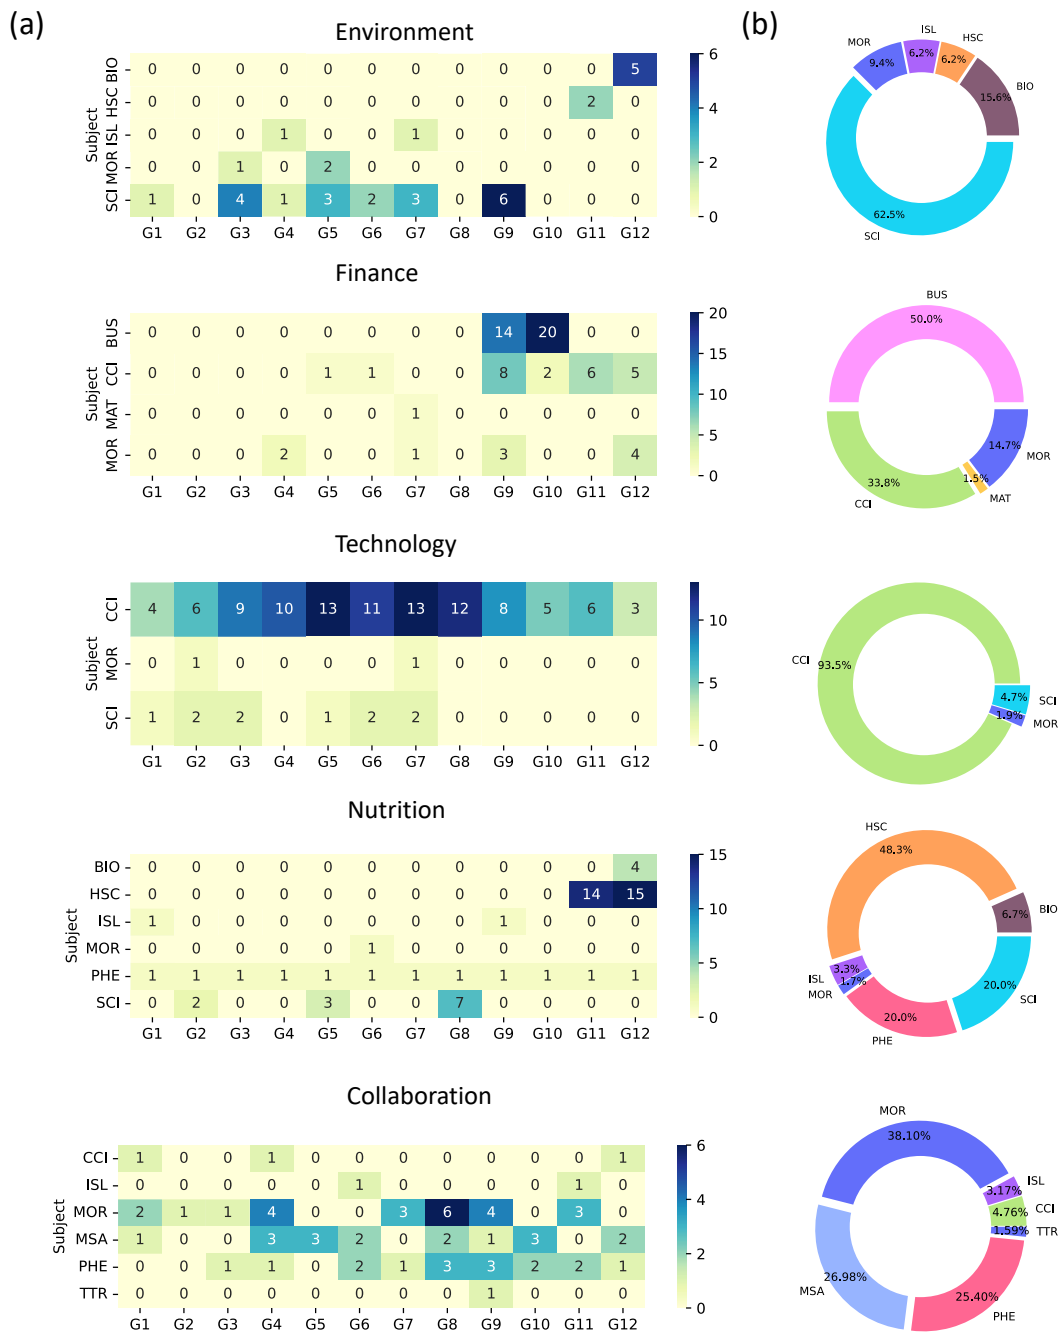 (a)
Environment
BIO 0 0 0 0 0 0 0 0 0 0 0 5
HSC 0 0 0 0 0 0 0 0 0 0 2 0
ISL 0 0 0 1 0 0 1 0 0 0 0 0
MOR 0 0 1 0 2 0 0 0 0 0 0 0
SCI 1 0 4 1 3 2 3 0 6 0 0 0
Subject
G1 G2 G3 G4 G5 G6 G7 G8 G9 G10 G11 G12
6
4
2
0
(b)
ISL
HSC
MOR
6.2%
6.2%
9.4%
BIO
15.6%
62.5%
SCI
Finance
BUS 0 0 0 0 0 0 0 0 14 20 0 0
CCI 0 0 0 0 1 1 0 0 8 2 6 5
MAT 0 0 0 0 0 0 1 0 0 0 0 0
MOR 0 0 0 2 0 0 1 0 3 0 0 4
Subject
G1 G2 G3 G4 G5 G6 G7 G8 G9 G10 G11 G12
20
15
10
5
0
BUS
50.0%
14.7%
MOR
1.5%
MAT
33.8%
CCI
Technology
CCI 4 6 9 10 13 11 13 12 8 5 6 3
MOR 0 1 0 0 0 0 1 0 0 0 0 0
SCI 1 2 2 0 1 2 2 0 0 0 0 0
Subject
G1 G2 G3 G4 G5 G6 G7 G8 G9 G10 G11 G12
10
5
0
CCI
93.5%
4.7%
SCI
1.9%
MOR
Nutrition
BIO 0 0 0 0 0 0 0 0 0 0 0 4
HSC 0 0 0 0 0 0 0 0 0 0 14 15
ISL 1 0 0 0 0 0 0 0 1 0 0 0
MOR 0 0 0 0 0 1 0 0 0 0 0 0
PHE 1 1 1 1 1 1 1 1 1 1 1 1
SCI 0 2 0 0 3 0 0 7 0 0 0 0
Subject
G1 G2 G3 G4 G5 G6 G7 G8 G9 G10 G11 G12
15
10
5
0
HSC
48.3%
BIO
6.7%
ISL
3.3%
MOR
1.7%
20.0%
SCI
20.0%
PHE
Collaboration
CCI 1 0 0 1 0 0 0 0 0 0 0 1
ISL 0 0 0 0 0 1 0 0 0 0 1 0
MOR 2 1 1 4 0 0 3 6 4 0 3 0
MSA 1 0 0 3 3 2 0 2 1 3 0 2
PHE 0 0 1 1 0 2 1 3 3 2 2 1
TTR 0 0 0 0 0 0 0 0 1 0 0 0
Subject
G1 G2 G3 G4 G5 G6 G7 G8 G9 G10 G11 G12
6
4
2
0
MOR
38.10%
ISL
3.17%
CCI
4.76%
TTR
1.59%
MSA
26.98%
25.40%
PHE